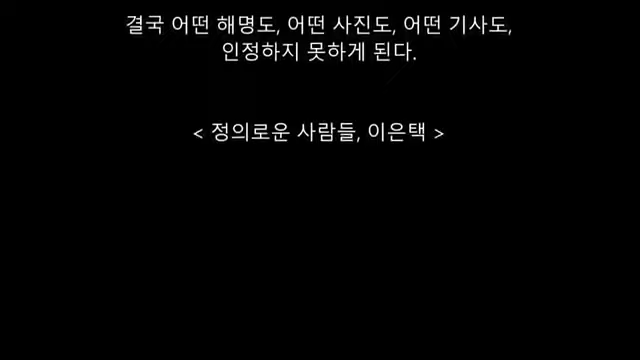 결국 어떤 해명도, 어떤 사진도, 어떤 기사도,
인정하지 못하게 된다.
< 정의로운 사람들, 이은택 >